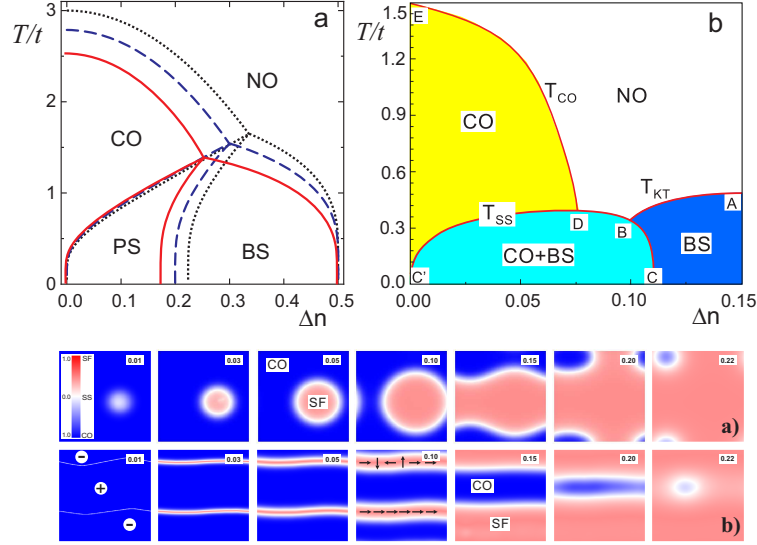 3
2
1
0
T/t
a
NO
CO
PS
BS
0.0 0.1 0.2 0.3 0.4 0.5
Δn
1.5
1.2
0.9
0.6
0.3
0.0
T/t
b
E
T_CO
NO
CO
T_KT
T_SS
A
D
B
BS
CO+BS
C'
C
0.00 0.05 0.10 0.15
Δn
1.0 SF
SS
1.0 CO
0.01 0.03 0.05 0.10 0.15 0.20 0.22
CO
SF
a)
0.01 0.03 0.05 0.10 0.15 0.20 0.22
−
+
−
CO
SF
b)